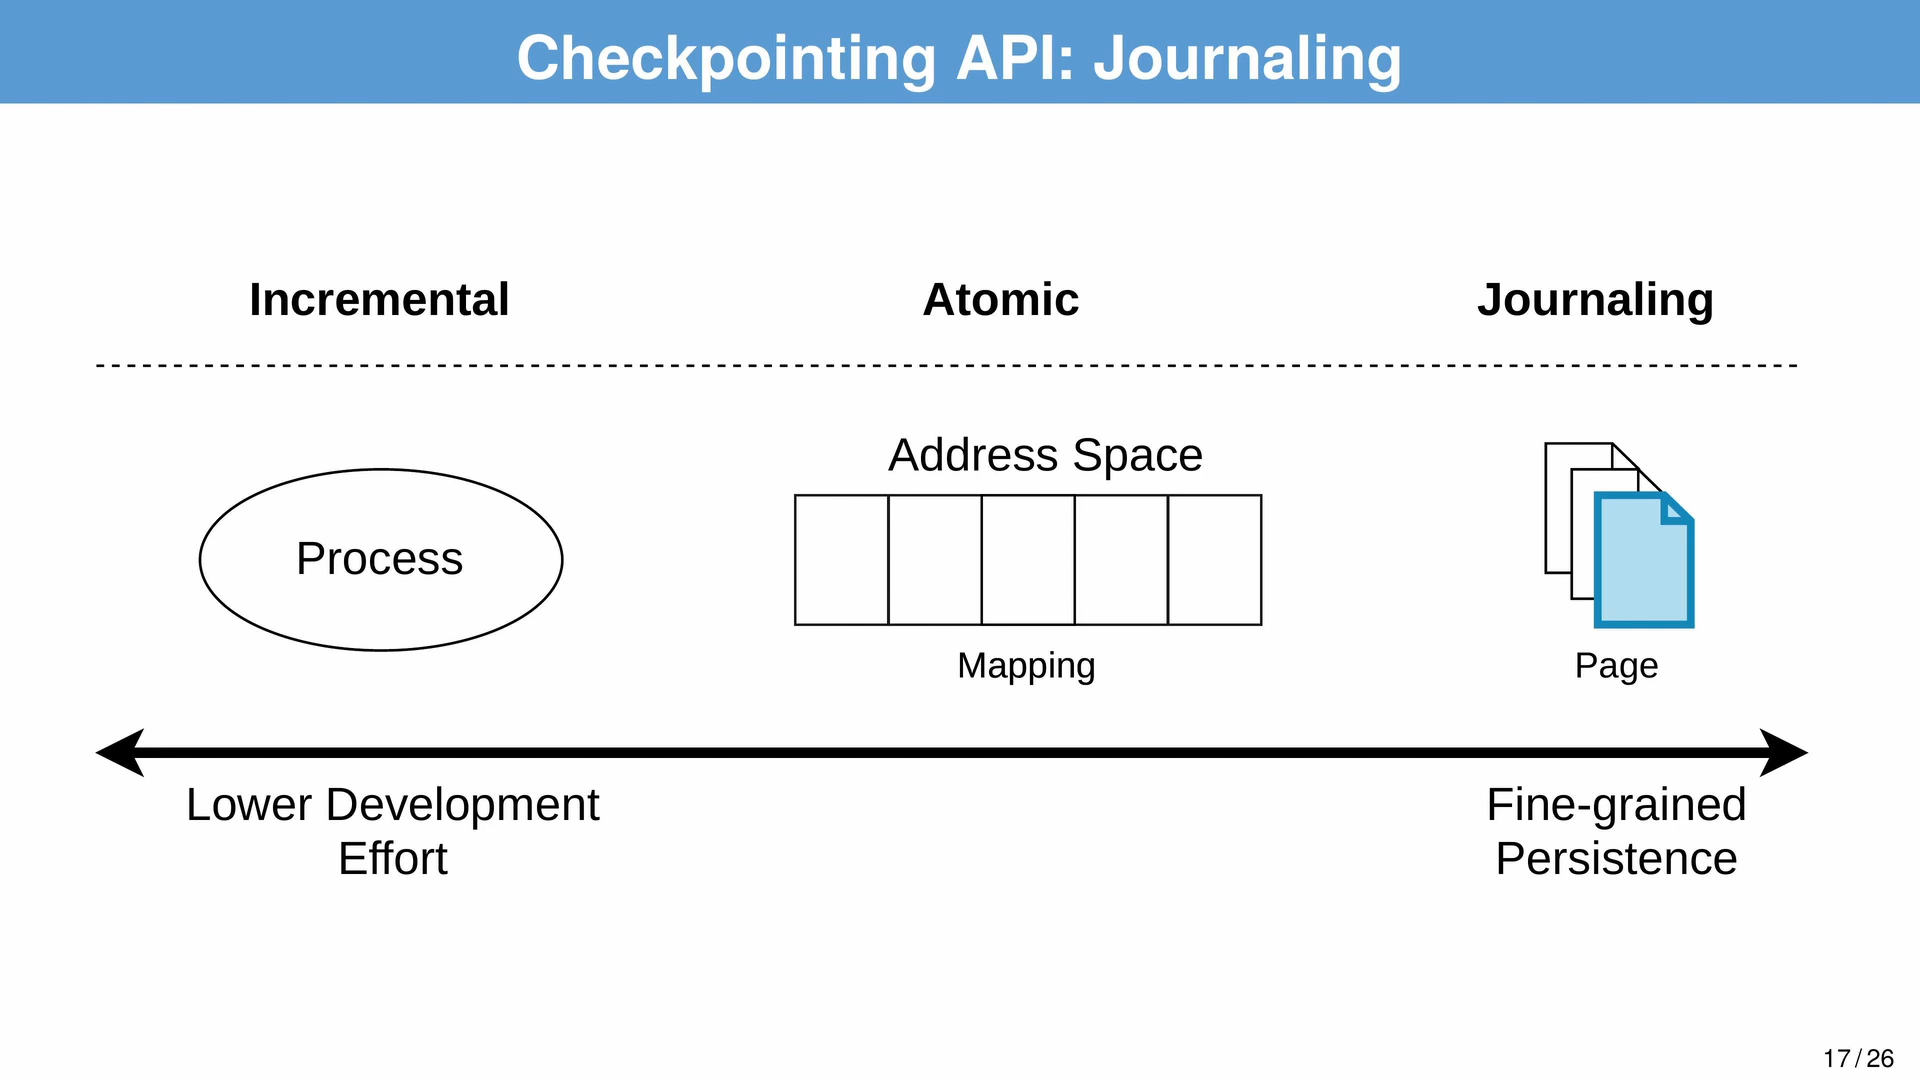 Checkpointing API: Journaling
Incremental
Atomic
Journaling
Process
Address Space
Mapping
Page
Lower Development
Effort
Fine-grained
Persistence
17 / 26